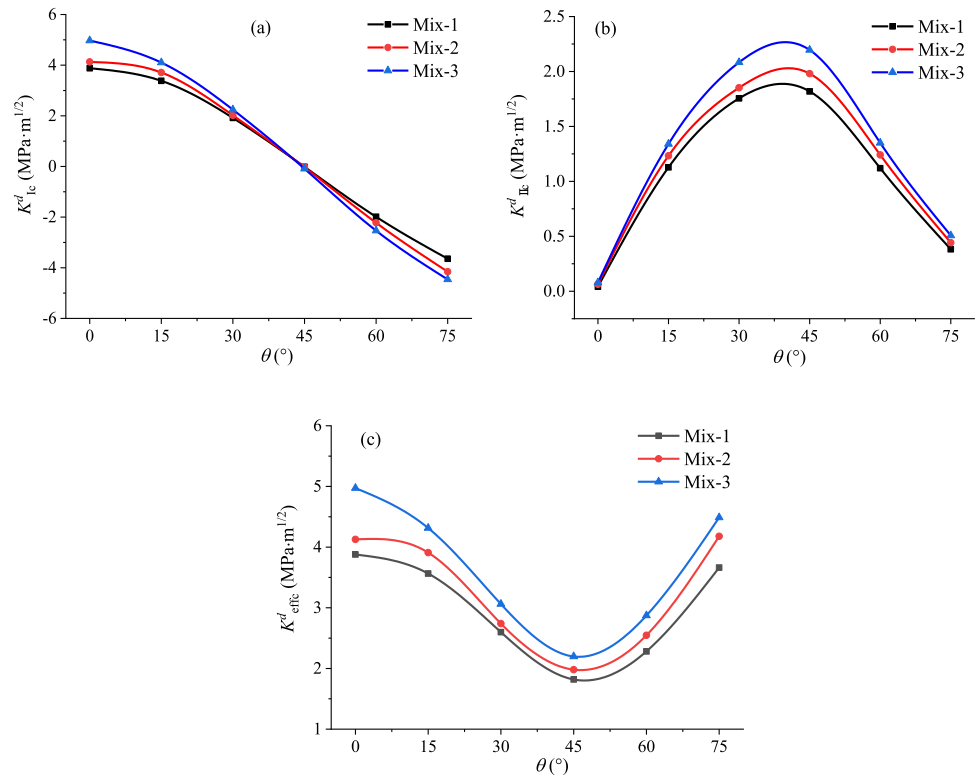 (a)
Mix-1
Mix-2
Mix-3
6
4
2
0
-2
-4
-6
K^d_Ic (MPa·m^1/2)
0 15 30 45 60 75
θ (°)
(b)
Mix-1
Mix-2
Mix-3
2.5
2.0
1.5
1.0
0.5
0.0
K^d_Ⅱc (MPa·m^1/2)
0 15 30 45 60 75
θ (°)
(c)
Mix-1
Mix-2
Mix-3
6
5
4
3
2
1
K^d_effc (MPa·m^1/2)
0 15 30 45 60 75
θ (°)